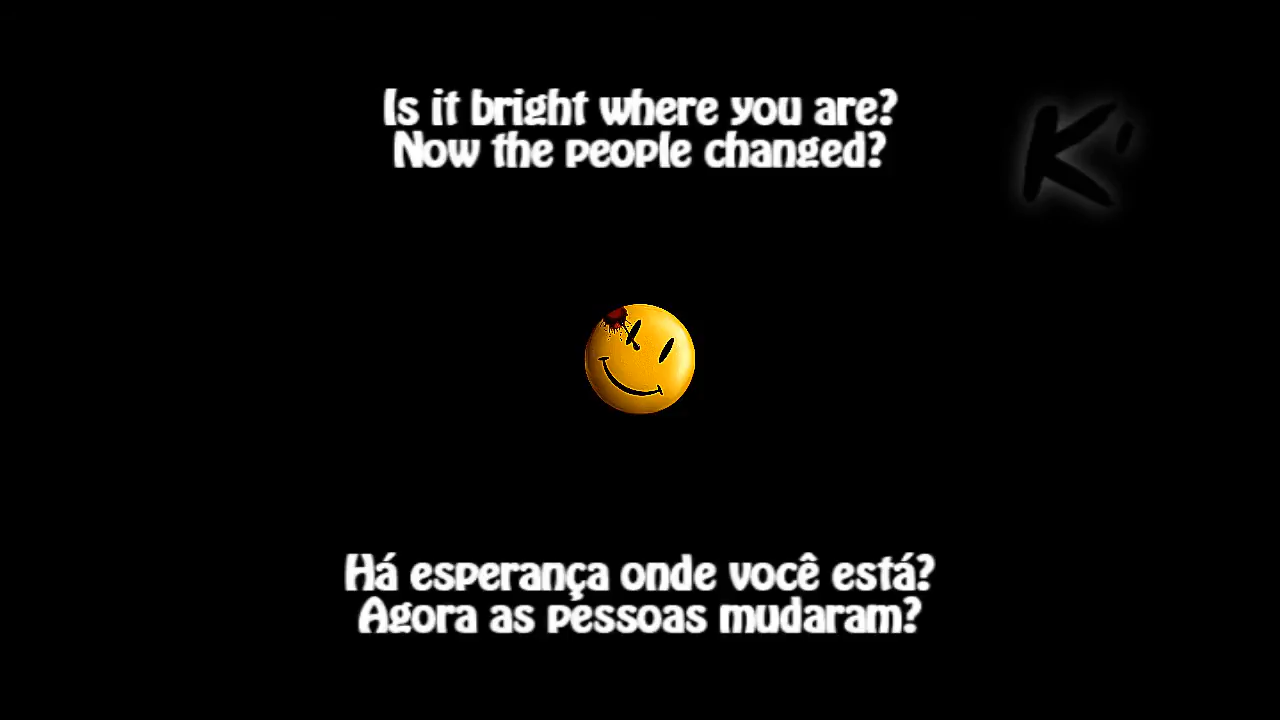 Is it bright where you are?
Now the people changed?
K'
Há esperança onde você está?
Agora as pessoas mudaram?